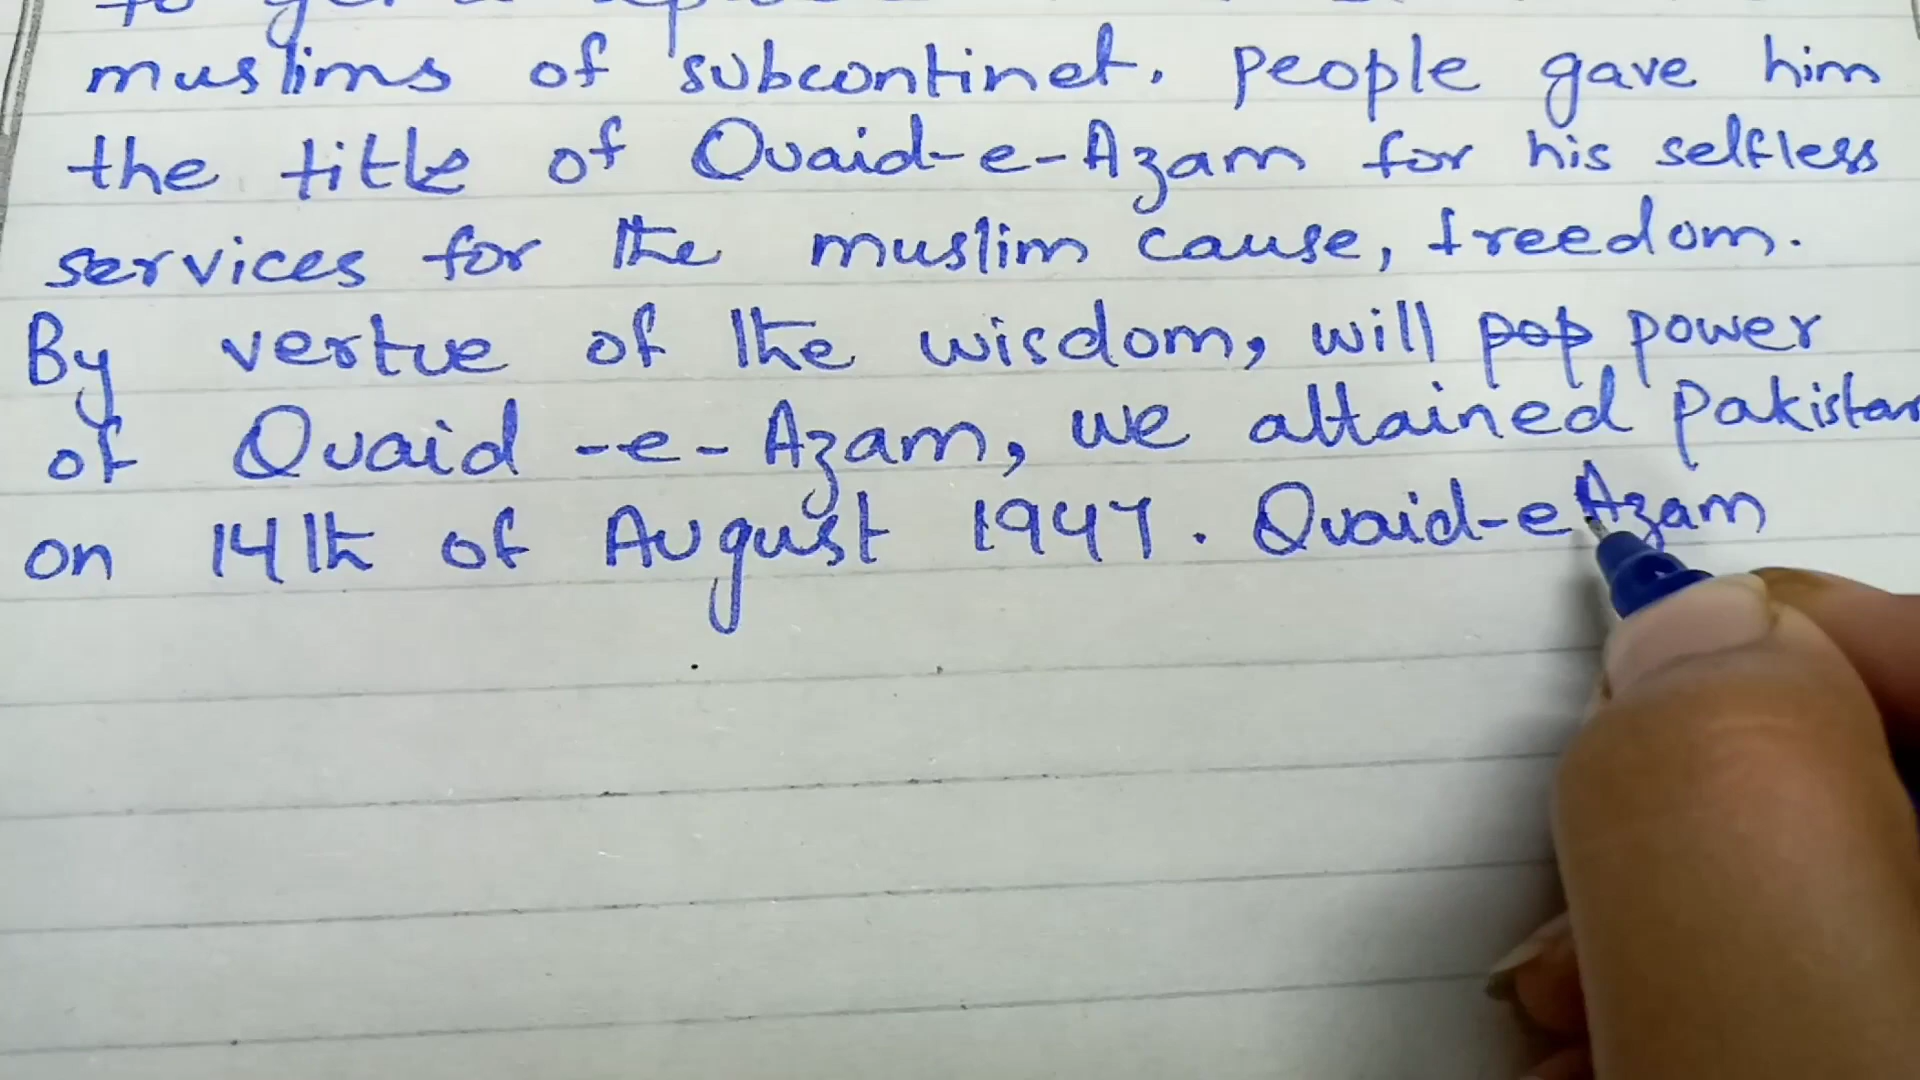 to get a
muslims of subcontinet. People gave him
the title of Quaid-e-Azam for his selfless
services for the muslim cause, freedom.
By vertue of the wisdom, will pop power
of Quaid-e-Azam, we attained Pakistan
on 14th of August 1947. Quaid-e Azam